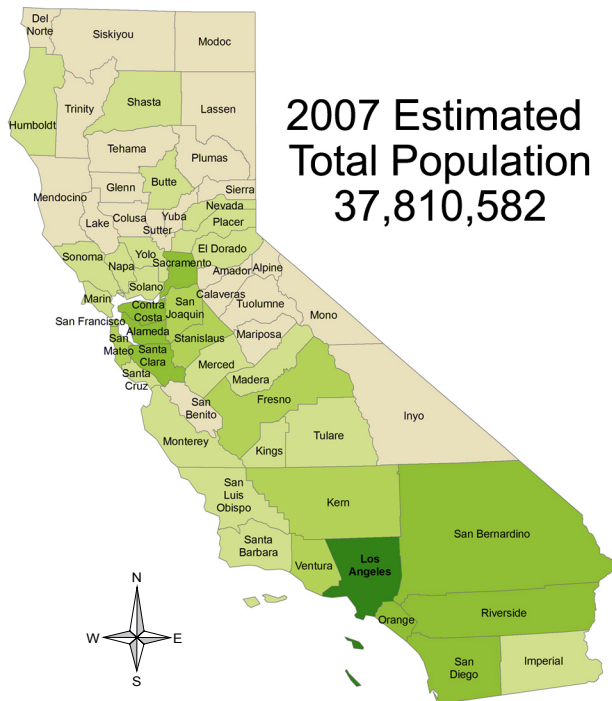 Del
Norte
Siskiyou
Modoc
Humboldt
Trinity
Shasta
Lassen
Tehama
Plumas
Mendocino
Glenn
Butte
Sierra
Lake
Colusa
Sutter
Yuba
Nevada
Placer
Sonoma
Napa
Yolo
Sacramento
El Dorado
Amador
Alpine
Solano
Marin
Contra
Costa
San
Joaquin
Calaveras
Tuolumne
Mono
San Francisco
Alameda
Stanislaus
Mariposa
San
Mateo
Santa
Clara
Merced
Santa
Cruz
Madera
San
Benito
Fresno
Inyo
Monterey
Kings
Tulare
San
Luis
Obispo
Kern
San Bernardino
Santa
Barbara
Ventura
Los
Angeles
Orange
Riverside
San
Diego
Imperial
2007 Estimated
Total Population
37,810,582
N
W
E
S